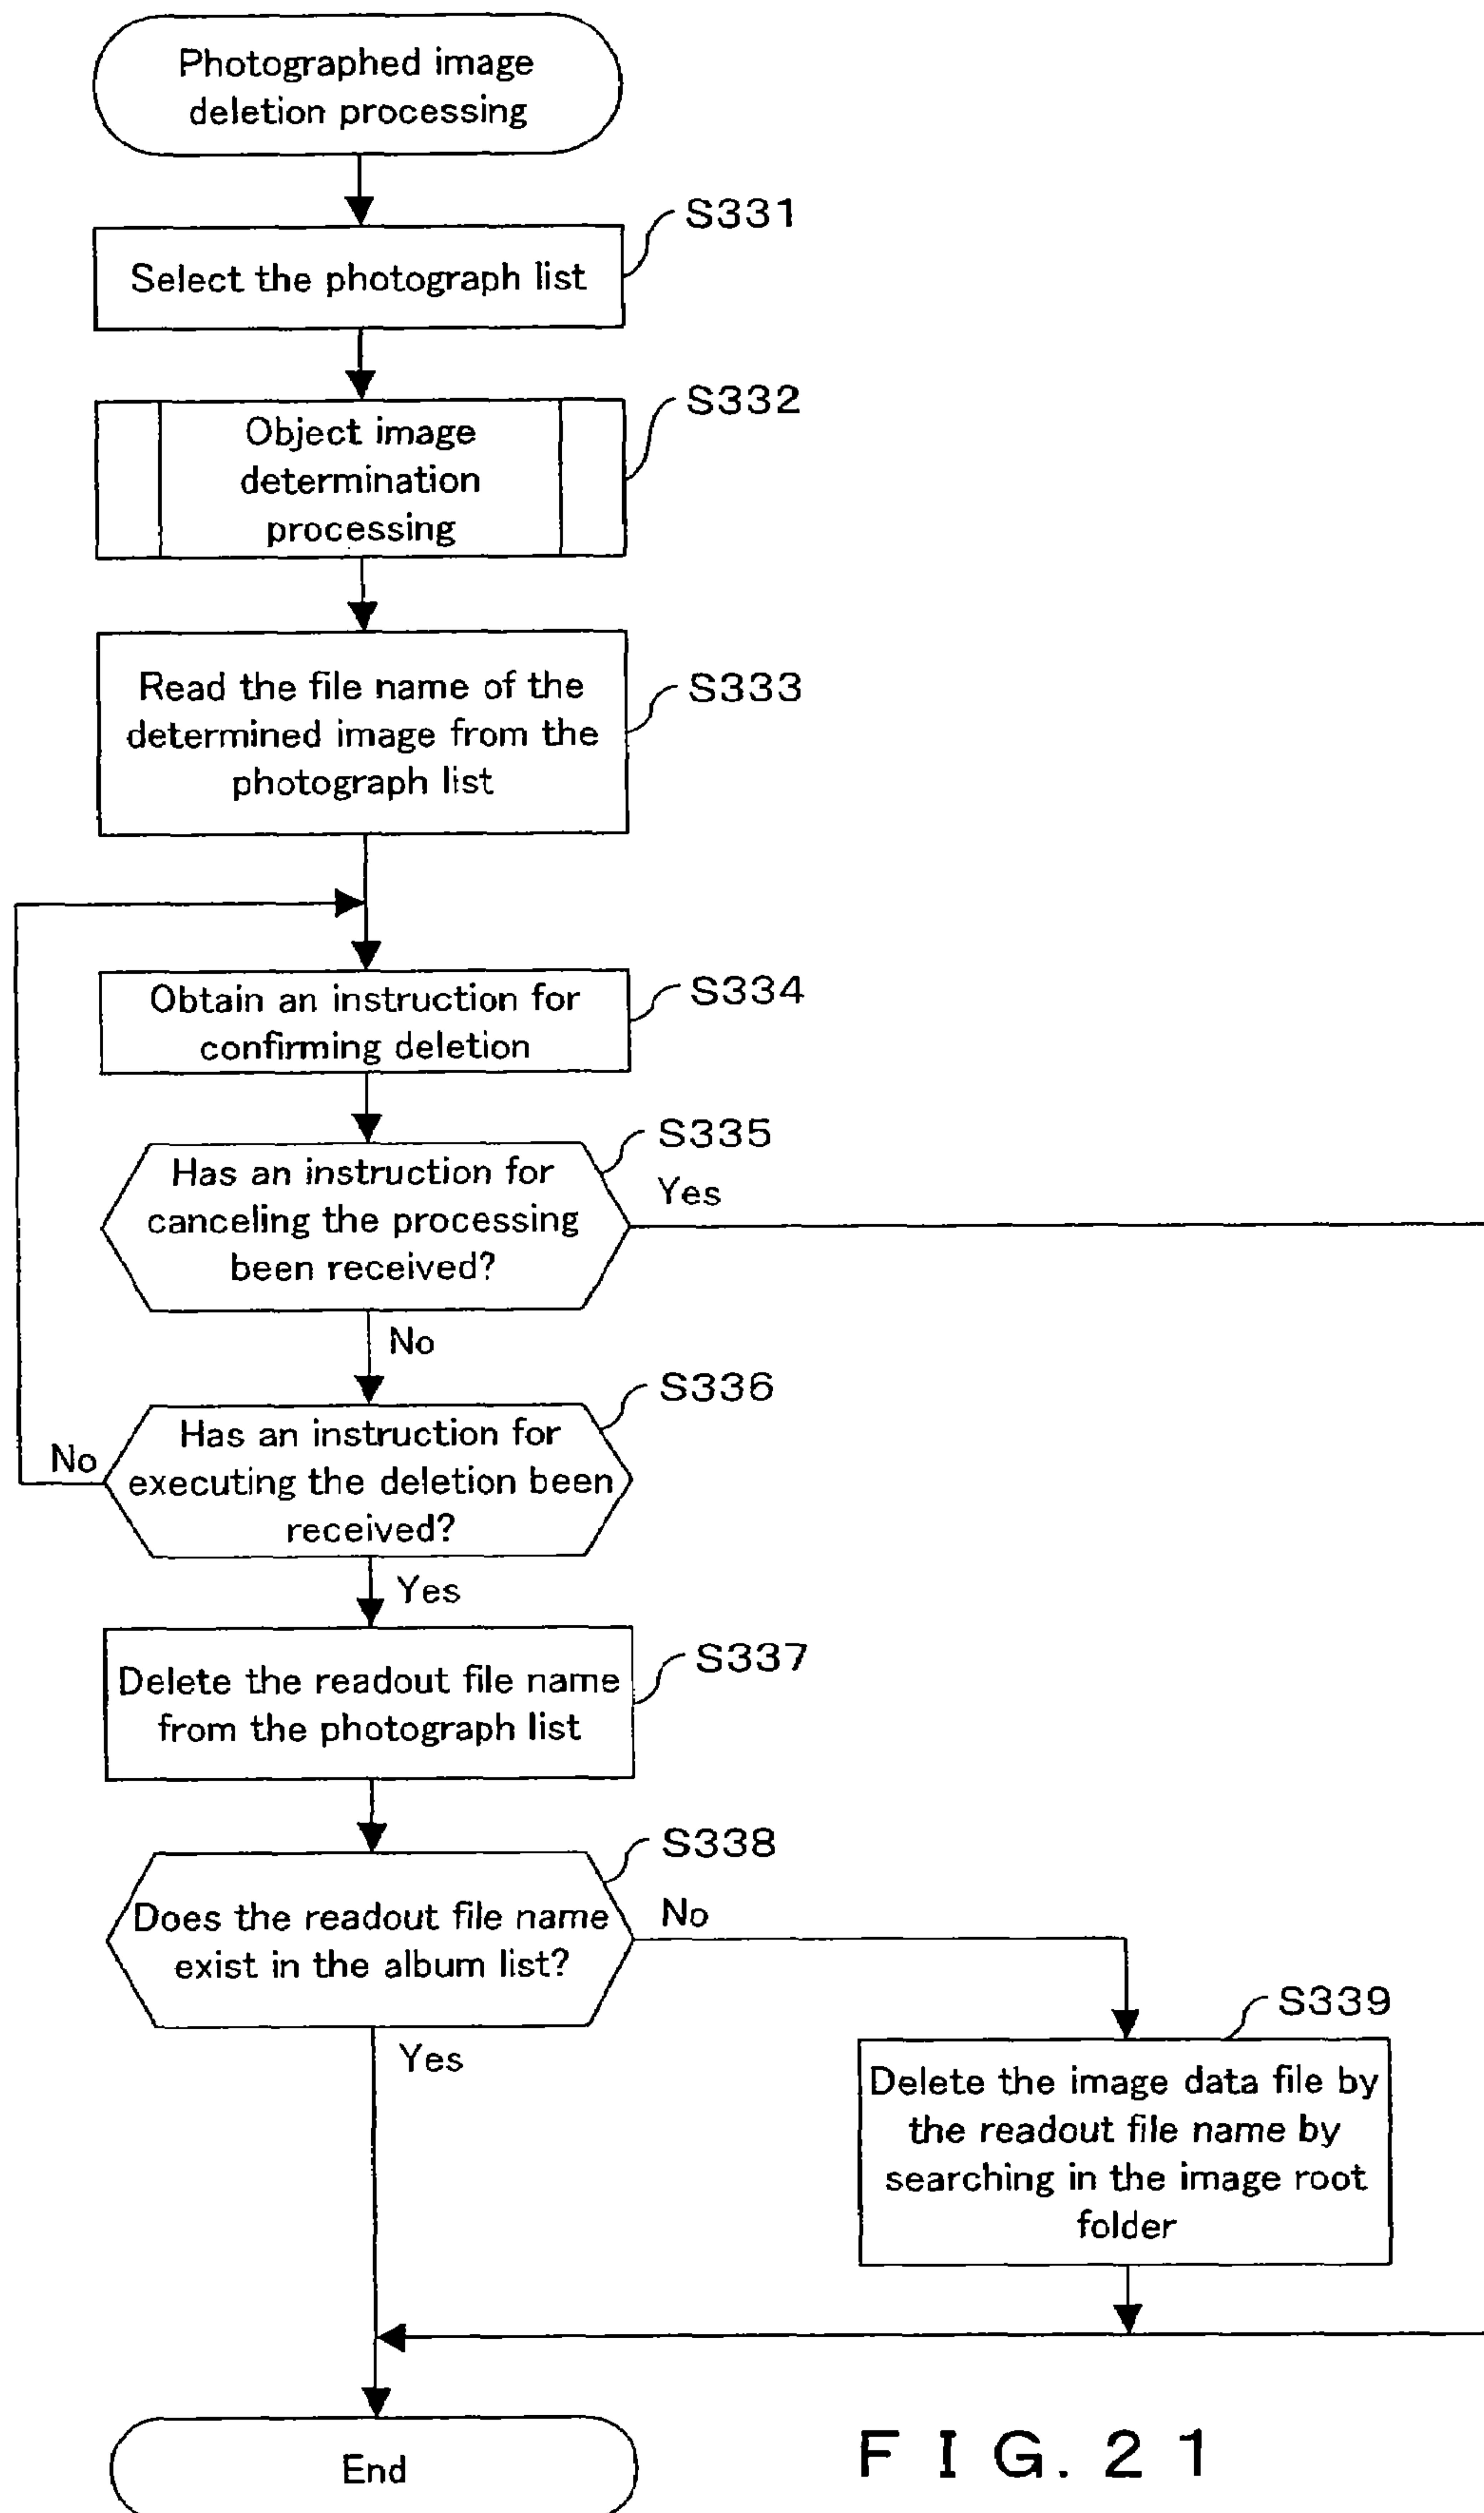 Photographed image
deletion processing
S331
Select the photograph list
S332
Object image
determination
processing
S333
Read the file name of the
determined image from the
photograph list
S334
Obtain an instruction for
confirming deletion
S335
Has an instruction for
canceling the processing
been received?
Yes
No
S336
Has an instruction for
executing the deletion been
received?
No
Yes
S337
Delete the readout file name
from the photograph list
S338
Does the readout file name
exist in the album list?
No
Yes
S339
Delete the image data file by
the readout file name by
searching in the image root
folder
End
FIG. 21